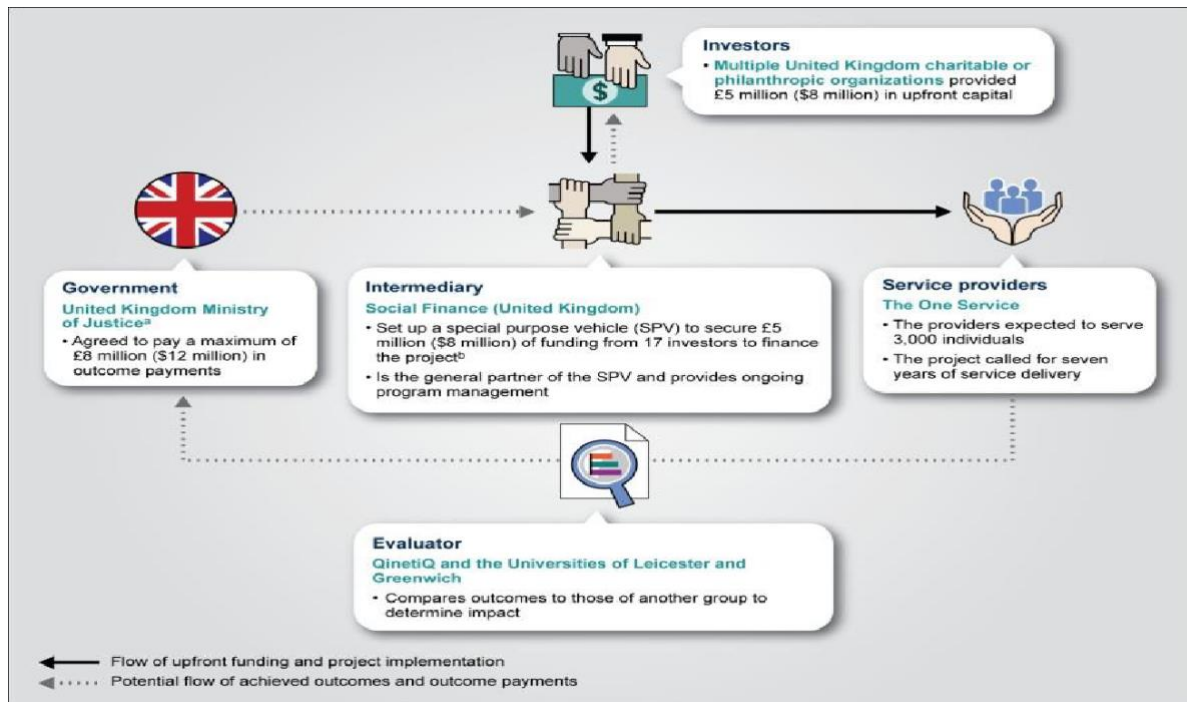 Investors
• Multiple United Kingdom charitable or
philanthropic organizations provided
£5 million ($8 million) in upfront capital
$
Government
United Kingdom Ministry
of Justiceᵃ
• Agreed to pay a maximum of
£8 million ($12 million) in
outcome payments
Intermediary
Social Finance (United Kingdom)
• Set up a special purpose vehicle (SPV) to secure £5
million ($8 million) of funding from 17 investors to finance
the projectᵇ
• Is the general partner of the SPV and provides ongoing
program management
Service providers
The One Service
• The providers expected to serve
3,000 individuals
• The project called for seven
years of service delivery
Evaluator
QinetiQ and the Universities of Leicester and
Greenwich
• Compares outcomes to those of another group to
determine impact
Flow of upfront funding and project implementation
Potential flow of achieved outcomes and outcome payments